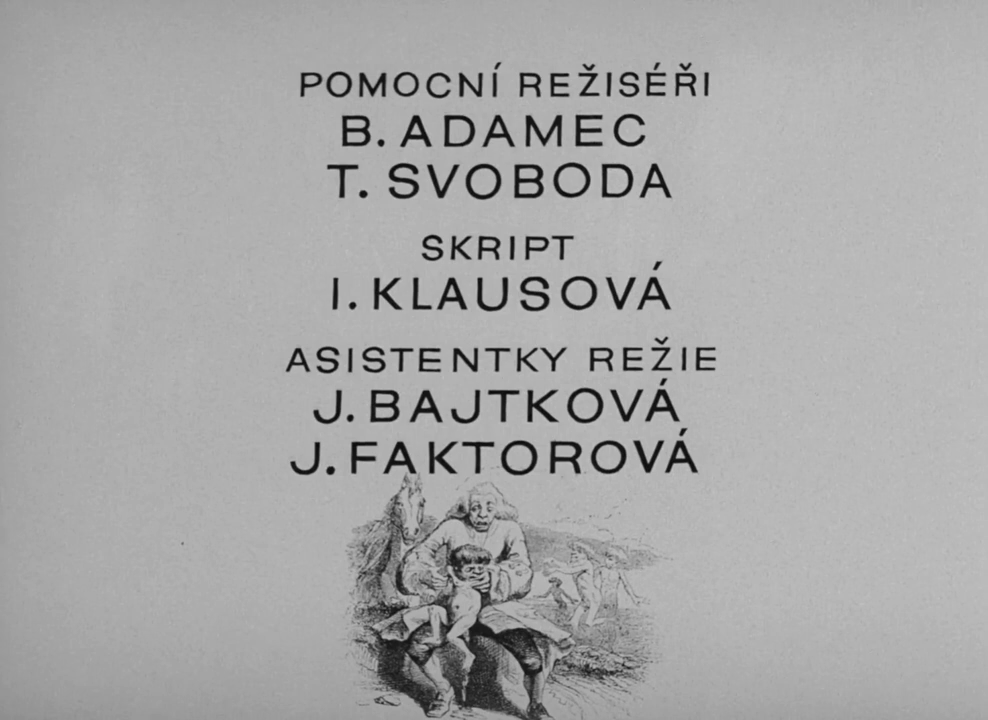 POMOCNÍ REŽISÉŘI
B. ADAMEC
T. SVOBODA
SKRIPT
I. KLAUSOVÁ
ASISTENTKY REŽIE
J. BAJTKOVÁ
J. FAKTOROVÁ